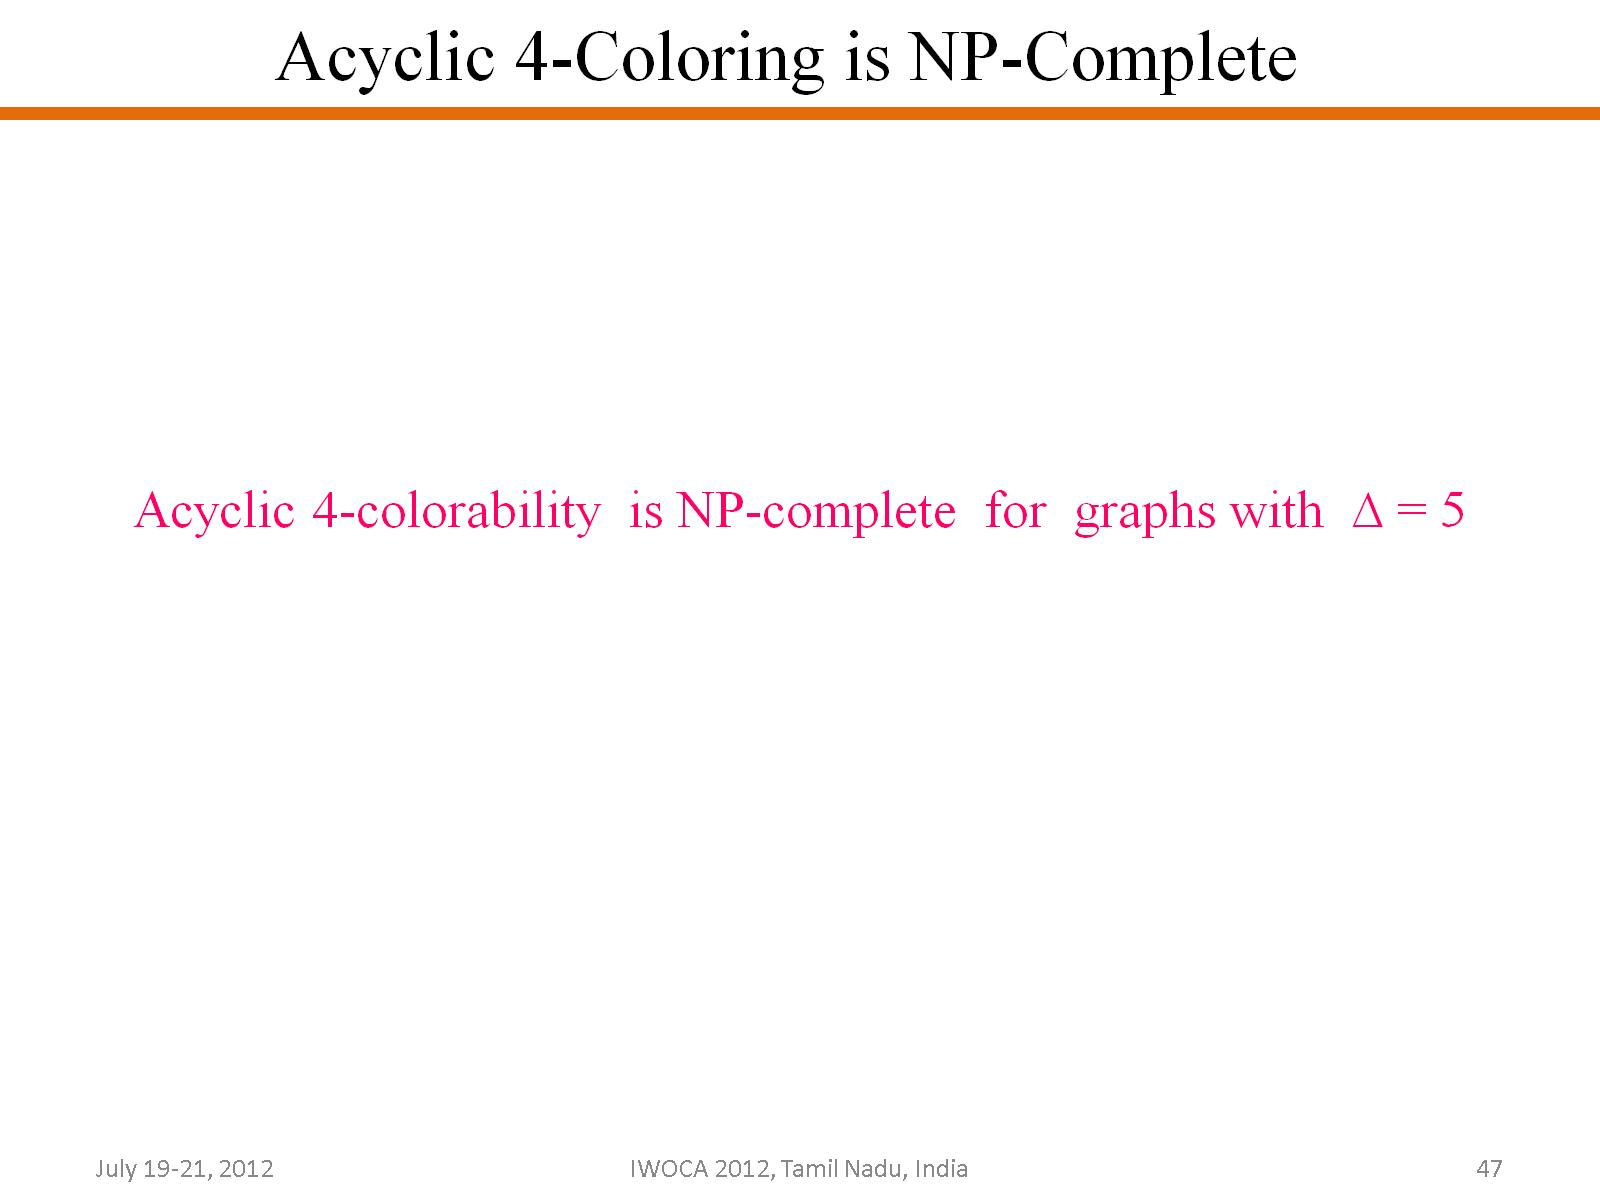 Acyclic 4-Coloring is NP-Complete
Acyclic 4-colorability is NP-complete for graphs with Δ = 5
July 19-21, 2012
IWOCA 2012, Tamil Nadu, India
47